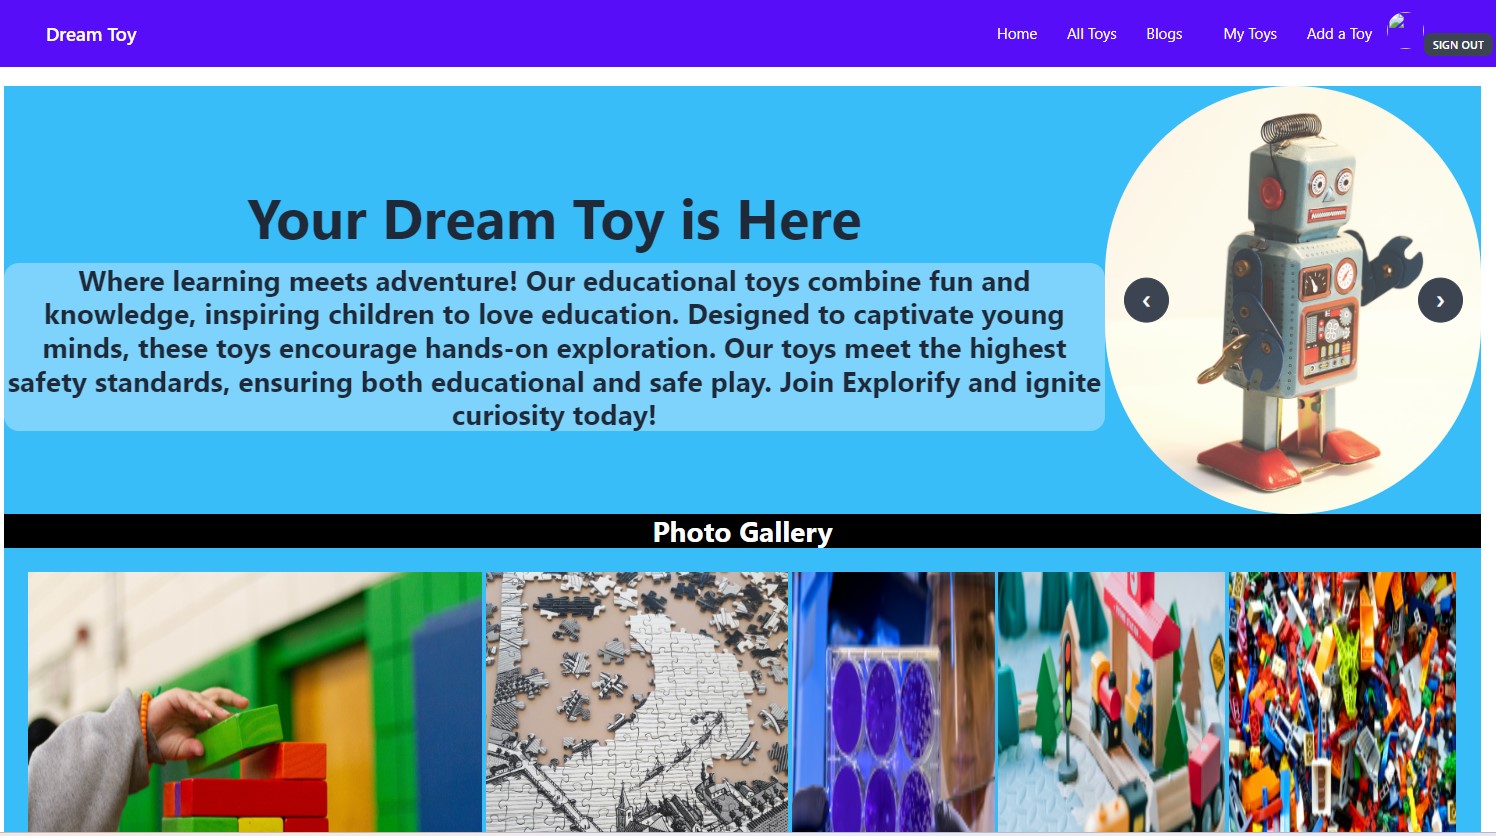 Dream Toy
Home All Toys Blogs My Toys Add a Toy
SIGN OUT
Your Dream Toy is Here
Where learning meets adventure! Our educational toys combine fun and
knowledge, inspiring children to love education. Designed to captivate young
minds, these toys encourage hands-on exploration. Our toys meet the highest
safety standards, ensuring both educational and safe play. Join Explorify and ignite
curiosity today!
Photo Gallery